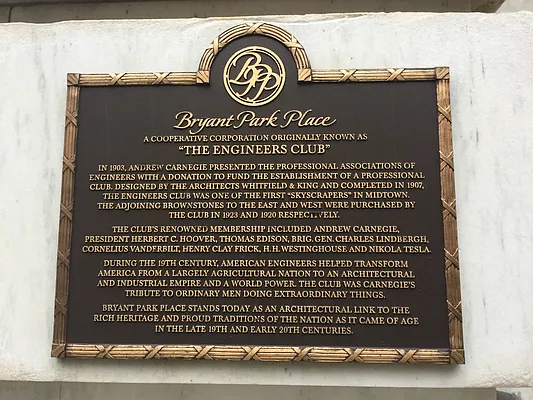 BPP
Bryant Park Place
A COOPERATIVE CORPORATION ORIGINALLY KNOWN AS
"THE ENGINEERS CLUB"
IN 1903, ANDREW CARNEGIE PRESENTED THE PROFESSIONAL ASSOCIATIONS OF
ENGINEERS WITH A DONATION TO FUND THE ESTABLISHMENT OF A PROFESSIONAL
CLUB. DESIGNED BY THE ARCHITECTS WHITFIELD & KING AND COMPLETED IN 1907,
THE ENGINEERS CLUB WAS ONE OF THE FIRST "SKYSCRAPERS" IN MIDTOWN.
THE ADJOINING BROWNSTONES TO THE EAST AND WEST WERE PURCHASED BY
THE CLUB IN 1923 AND 1920 RESPECTIVELY.
THE CLUB'S RENOWNED MEMBERSHIP INCLUDED ANDREW CARNEGIE,
PRESIDENT HERBERT C. HOOVER, THOMAS EDISON, BRIG. GEN. CHARLES LINDBERGH,
CORNELIUS VANDERBILT, HENRY CLAY FRICK, H. H. WESTINGHOUSE AND NIKOLA TESLA.
DURING THE 19TH CENTURY, AMERICAN ENGINEERS HELPED TRANSFORM
AMERICA FROM A LARGELY AGRICULTURAL NATION TO AN ARCHITECTURAL
AND INDUSTRIAL EMPIRE AND A WORLD POWER. THE CLUB WAS CARNEGIE'S
TRIBUTE TO ORDINARY MEN DOING EXTRAORDINARY THINGS.
BRYANT PARK PLACE STANDS TODAY AS AN ARCHITECTURAL LINK TO THE
RICH HERITAGE AND PROUD TRADITIONS OF THE NATION AS IT CAME OF AGE
IN THE LATE 19TH AND EARLY 20TH CENTURIES.